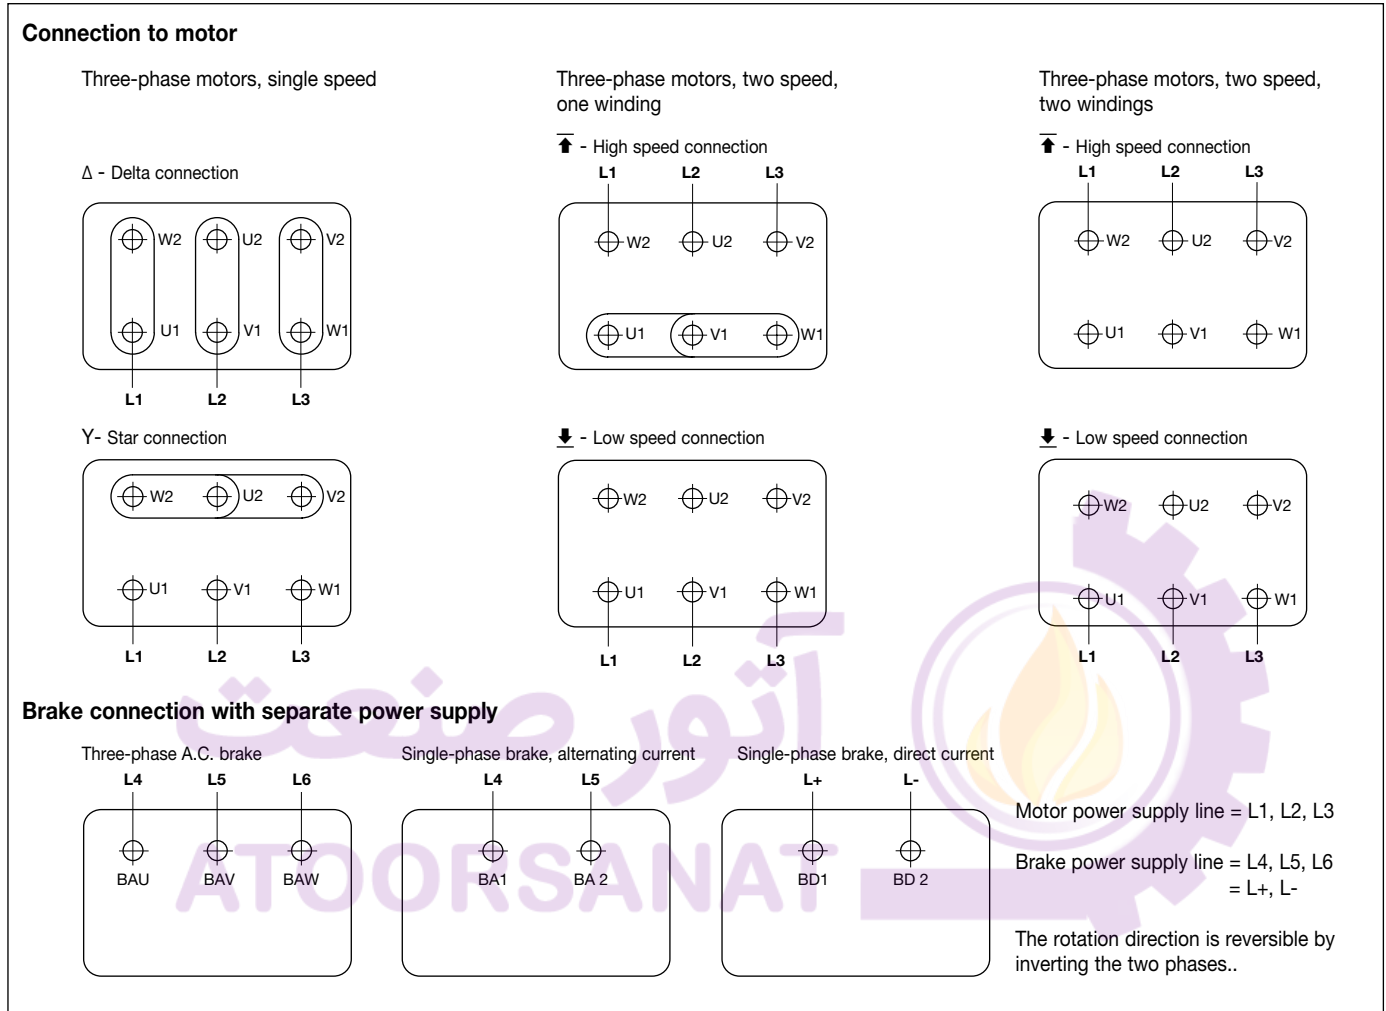 Connection to motor
Three-phase motors, single speed
Δ - Delta connection
W2 U2 V2
U1 V1 W1
L1 L2 L3
Y- Star connection
W2 U2 V2
U1 V1 W1
L1 L2 L3
Three-phase motors, two speed,
one winding
- High speed connection
L1 L2 L3
W2 U2 V2
U1 V1 W1
- Low speed connection
W2 U2 V2
U1 V1 W1
L1 L2 L3
Three-phase motors, two speed,
two windings
- High speed connection
L1 L2 L3
W2 U2 V2
U1 V1 W1
- Low speed connection
W2 U2 V2
U1 V1 W1
L1 L2 L3
آتور صنعت
ATOORSANAT
Brake connection with separate power supply
Three-phase A.C. brake
L4 L5 L6
BAU BAV BAW
Single-phase brake, alternating current
L4 L5
BA1 BA 2
Single-phase brake, direct current
L+ L-
BD1 BD 2
Motor power supply line = L1, L2, L3
Brake power supply line = L4, L5, L6
= L+, L-
The rotation direction is reversible by
inverting the two phases..